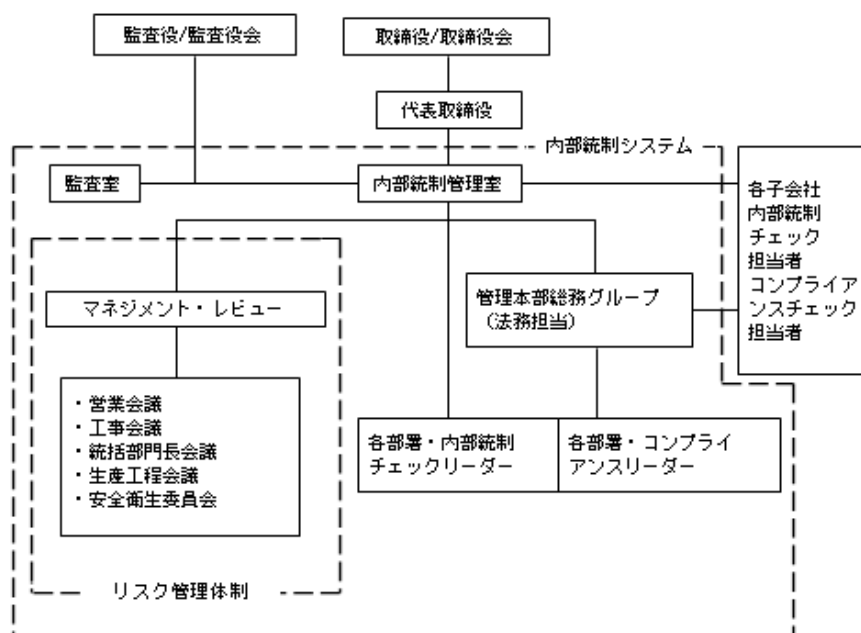 監査役/監査役会
取締役/取締役会
代表取締役
内部統制システム
監査室
内部統制管理室
各子会社
内部統制
チェック
担当者
コンプライア
ンスチェック
担当者
マネジメント・レビュー
管理本部総務グループ
(法務担当)
・営業会議
・工事会議
・統括部門長会議
・生産工程会議
・安全衛生委員会
各部署・内部統制
チェックリーダー
各部署・コンプライ
アンスリーダー
リスク管理体制